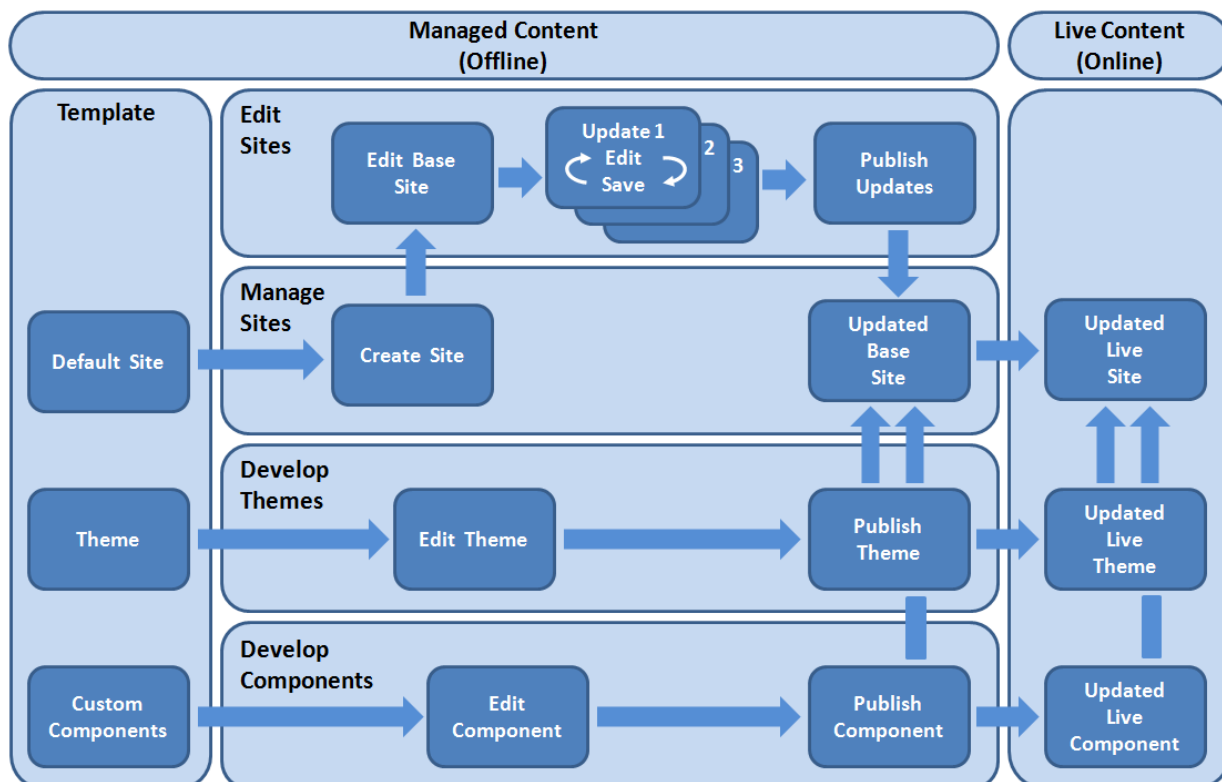 Managed Content
(Offline)
Live Content
(Online)
Template
Edit
Sites
Edit Base
Site
Update 1
Edit
Save
2
3
Publish
Updates
Manage
Sites
Default Site
Create Site
Updated
Base
Site
Updated
Live
Site
Develop
Themes
Theme
Edit Theme
Publish
Theme
Updated
Live
Theme
Develop
Components
Custom
Components
Edit
Component
Publish
Component
Updated
Live
Component